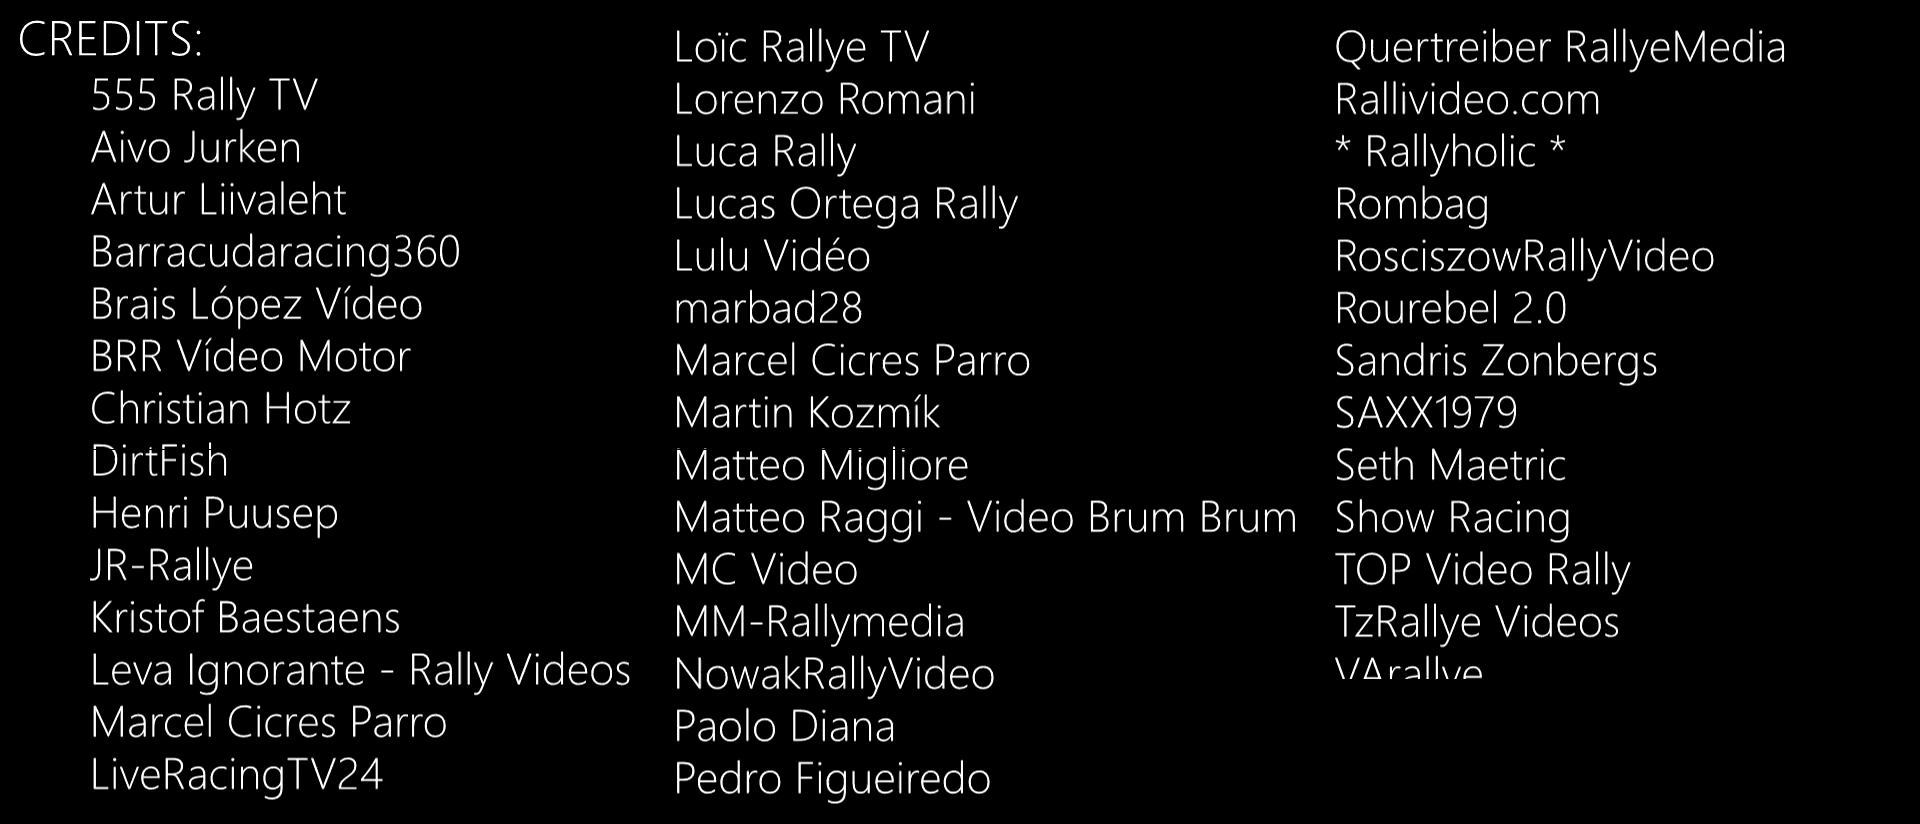 CREDITS:
555 Rally TV
Aivo Jurken
Artur Liivaleht
Barracudaracing360
Brais López Vídeo
BRR Vídeo Motor
Christian Hotz
DirtFish
Henri Puusep
JR-Rallye
Kristof Baestaens
Leva Ignorante - Rally Videos
Marcel Cicres Parro
LiveRacingTV24
Loïc Rallye TV
Lorenzo Romani
Luca Rally
Lucas Ortega Rally
Lulu Vidéo
marbad28
Marcel Cicres Parro
Martin Kozmík
Matteo Migliore
Matteo Raggi - Video Brum Brum
MC Video
MM-Rallymedia
NowakRallyVideo
Paolo Diana
Pedro Figueiredo
Quertreiber RallyeMedia
Rallivideo.com
* Rallyholic *
Rombag
RosciszowRallyVideo
Rourebel 2.0
Sandris Zonbergs
SAXX1979
Seth Maetric
Show Racing
TOP Video Rally
TzRallye Videos
VArallye